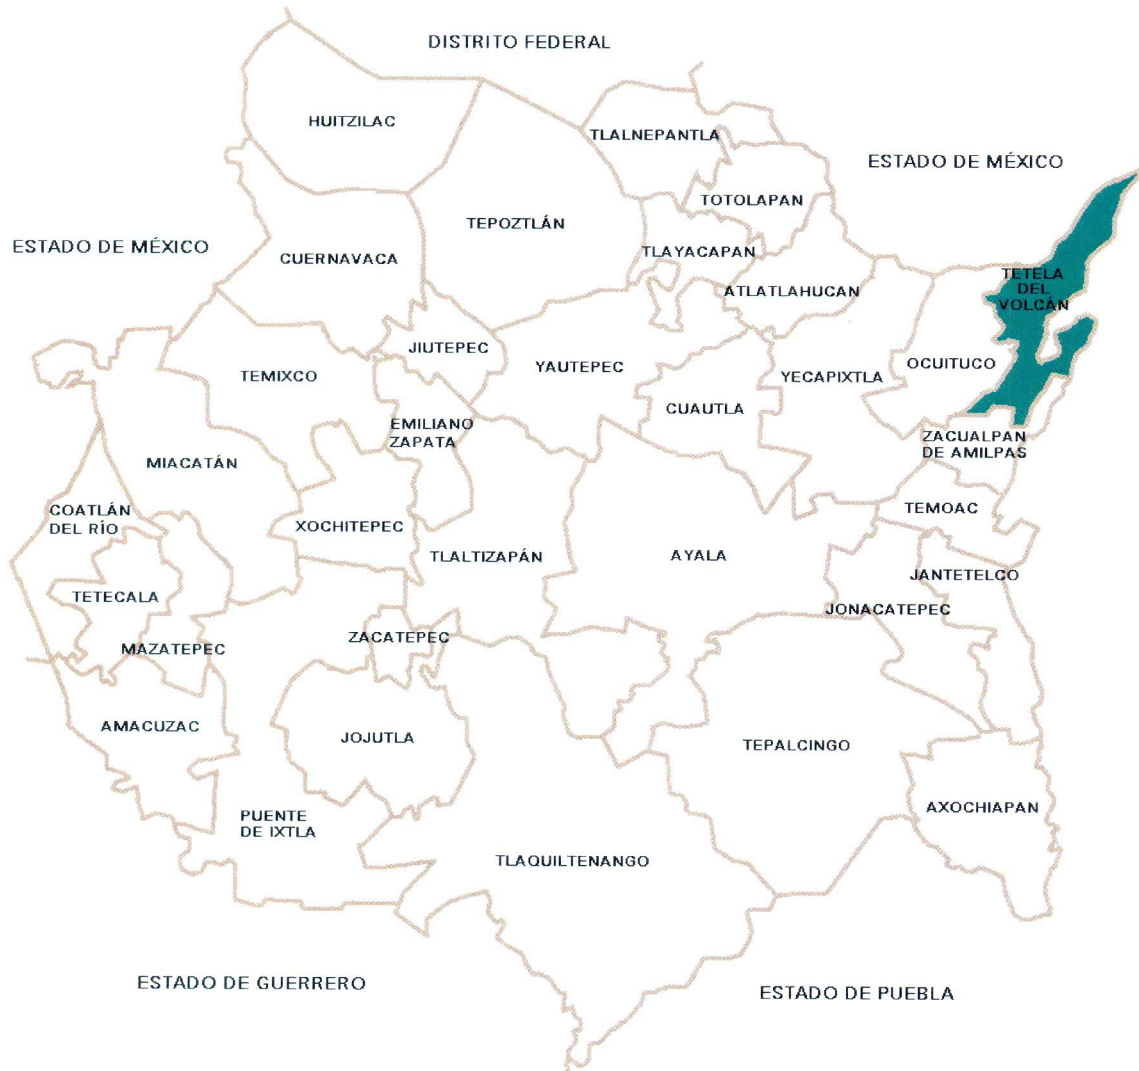 DISTRITO FEDERAL
HUITZILAC
TLALNEPANTLA
ESTADO DE MÉXICO
TOTOLAPAN
TEPOZTLÁN
ESTADO DE MÉXICO
CUERNAVACA
TLAYACAPAN
TETELA
DEL
VOLCÁN
ATLATLAHUCAN
JIUTEPEC
YAUTEPEC
OCUITUCO
TEMIXCO
YECAPIXTLA
CUAUTLA
EMILIANO
ZAPATA
ZACUALPAN
DE AMILPAS
MIACATÁN
COATLÁN
DEL RÍO
TEMOAC
XOCHITEPEC
TLALTIZAPÁN
AYALA
JANTETELCO
TETECALA
JONACATEPEC
ZACATEPEC
MAZATEPEC
AMACUZAC
JOJUTLA
TEPALCINGO
AXOCHIAPAN
PUENTE
DE IXTLA
TLAQUILTENANGO
ESTADO DE GUERRERO
ESTADO DE PUEBLA